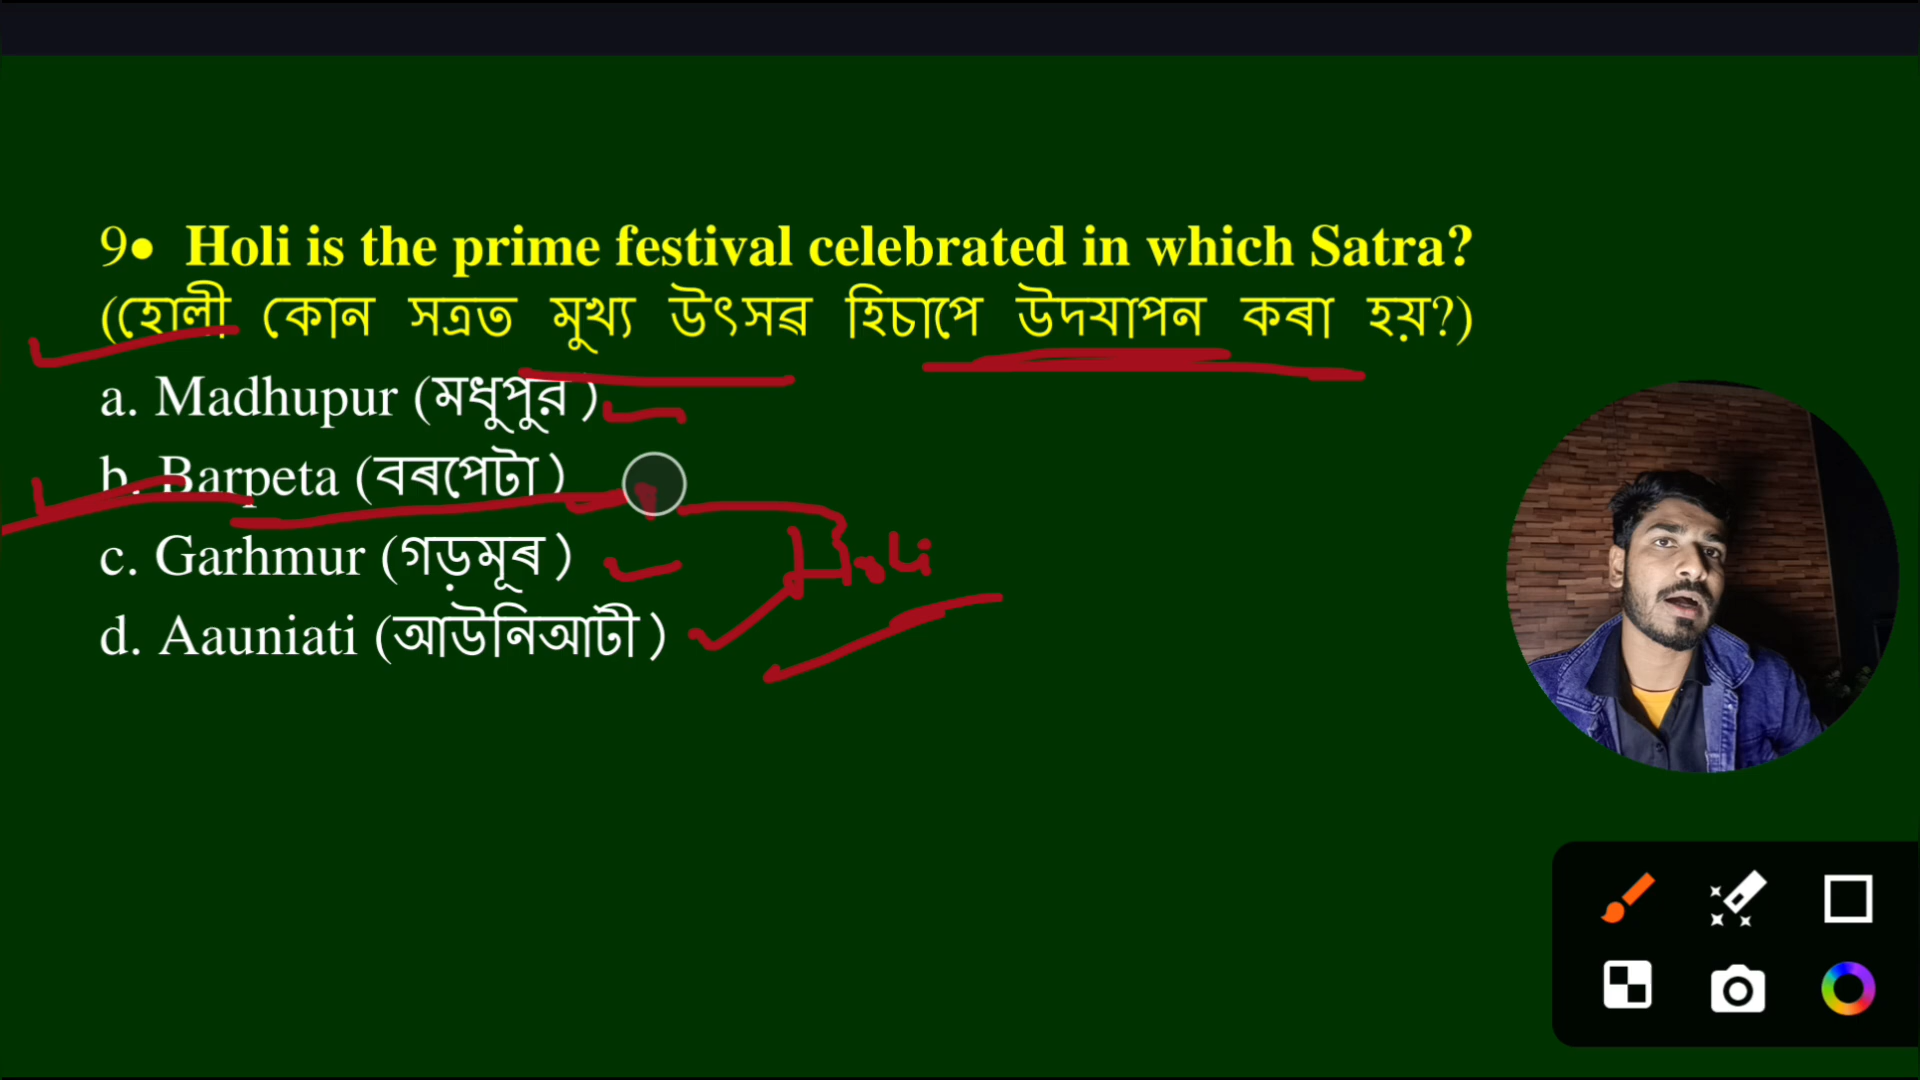 9• Holi is the prime festival celebrated in which Satra?
((হোলী কোন সত্ৰত মুখ্য উৎসৱ হিচাপে উদযাপন কৰা হয়?)
a. Madhupur (মধুপুর )
b. Barpeta (বৰপেটা )
c. Garhmur (গড়মূৰ )
Holi
d. Aauniati (আউনিআটী )